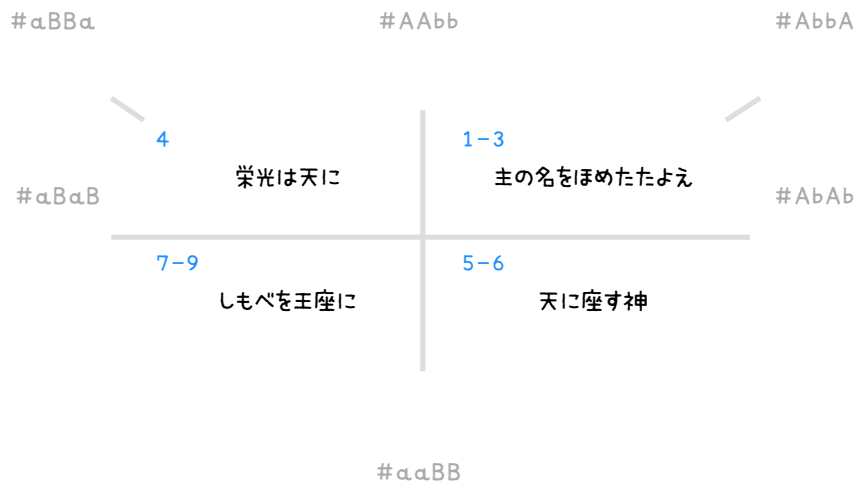 #aBBa
#AAbb
#AbbA
4
1-3
栄光は天に
主の名をほめたたよえ
#aBaB
#AbAb
7-9
5-6
しもべを王座に
天に座す神
#aaBB